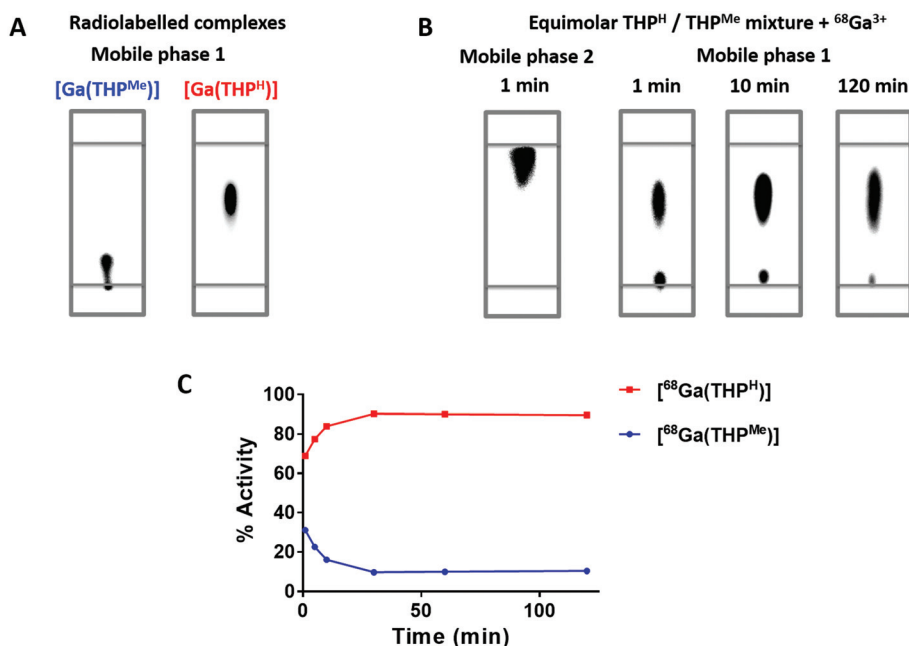 A
Radiolabelled complexes
Mobile phase 1
[Ga(THPᴹᵉ)] [Ga(THPᴴ)]
B
Equimolar THPᴴ / THPᴹᵉ mixture + ⁶⁸Ga³⁺
Mobile phase 2 Mobile phase 1
1 min 1 min 10 min 120 min
C
% Activity
100
80
60
40
20
0
0 50 100
Time (min)
[⁶⁸Ga(THPᴴ)]
[⁶⁸Ga(THPᴹᵉ)]